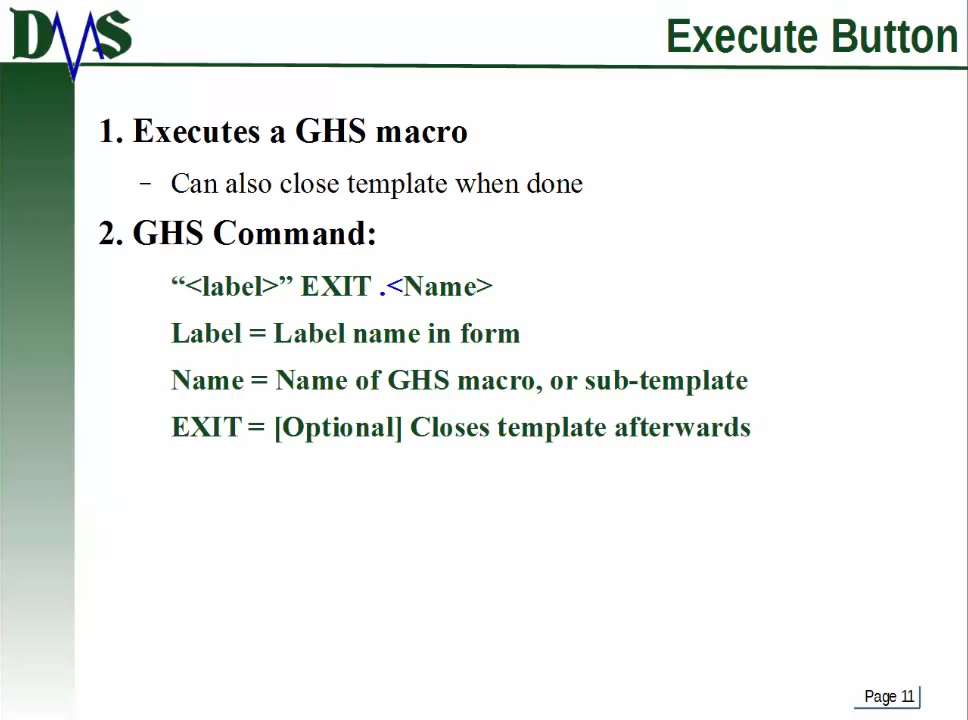 DMS
Execute Button
1. Executes a GHS macro
– Can also close template when done
2. GHS Command:
“<label>” EXIT .<Name>
Label = Label name in form
Name = Name of GHS macro, or sub-template
EXIT = [Optional] Closes template afterwards
Page 11